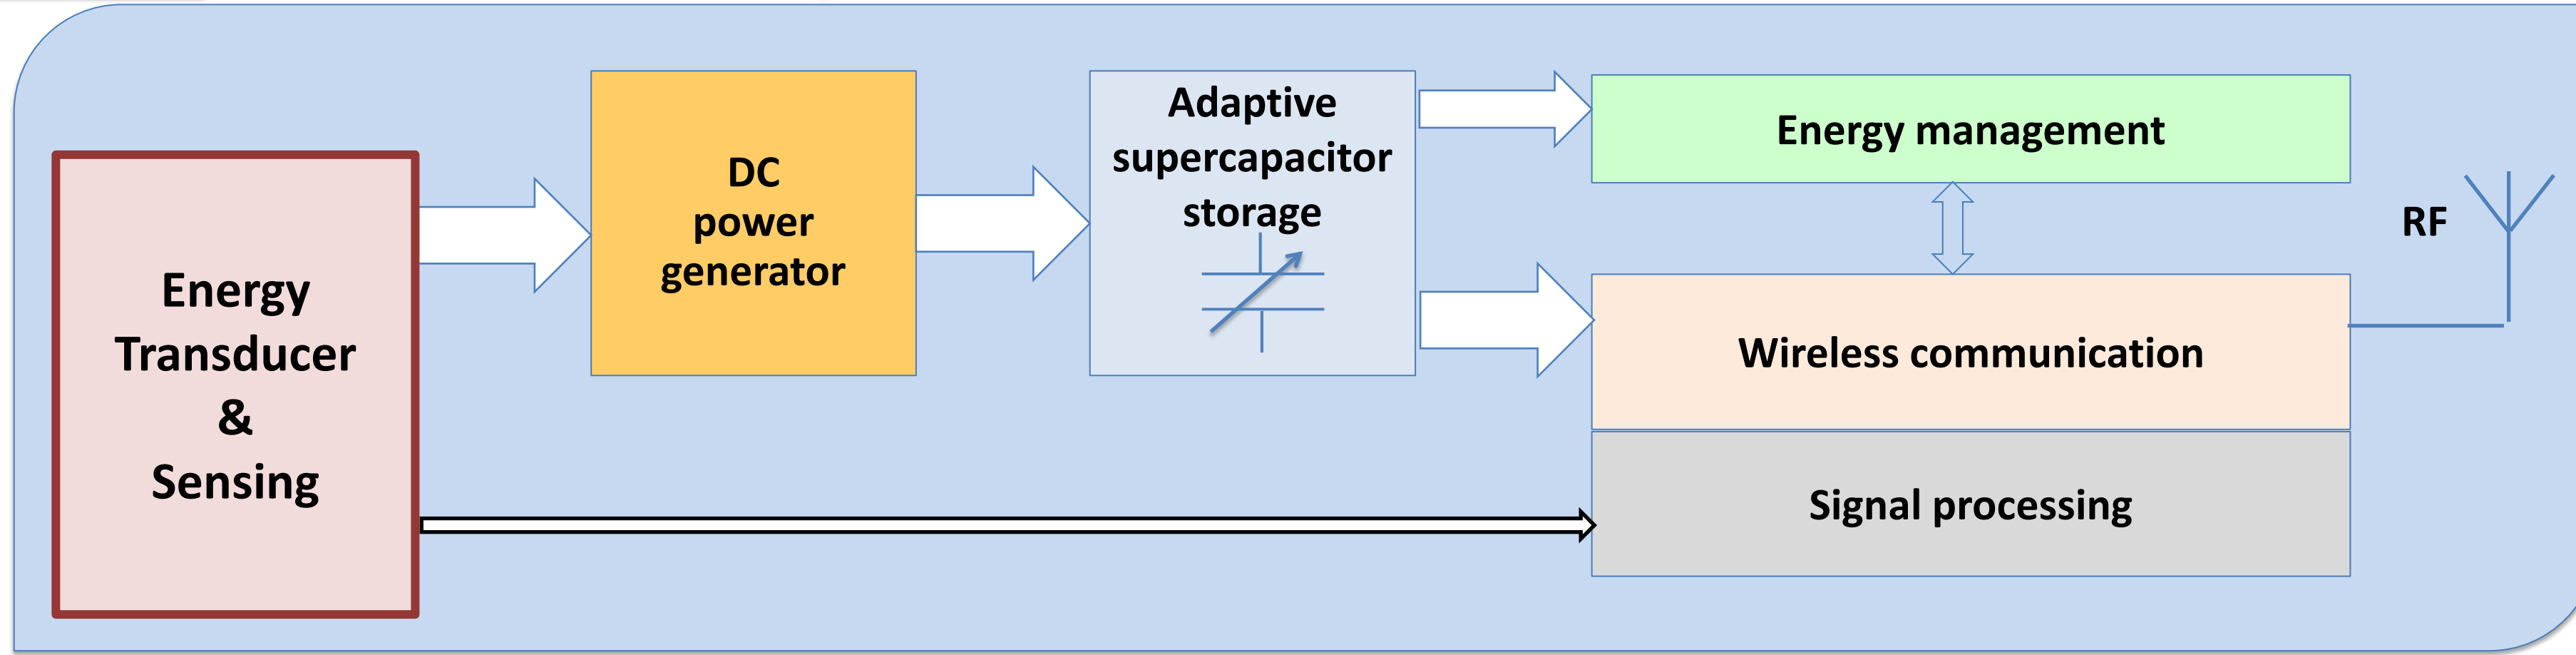 Energy
Transducer
&
Sensing
DC
power
generator
Adaptive
supercapacitor
storage
Energy management
Wireless communication
Signal processing
RF